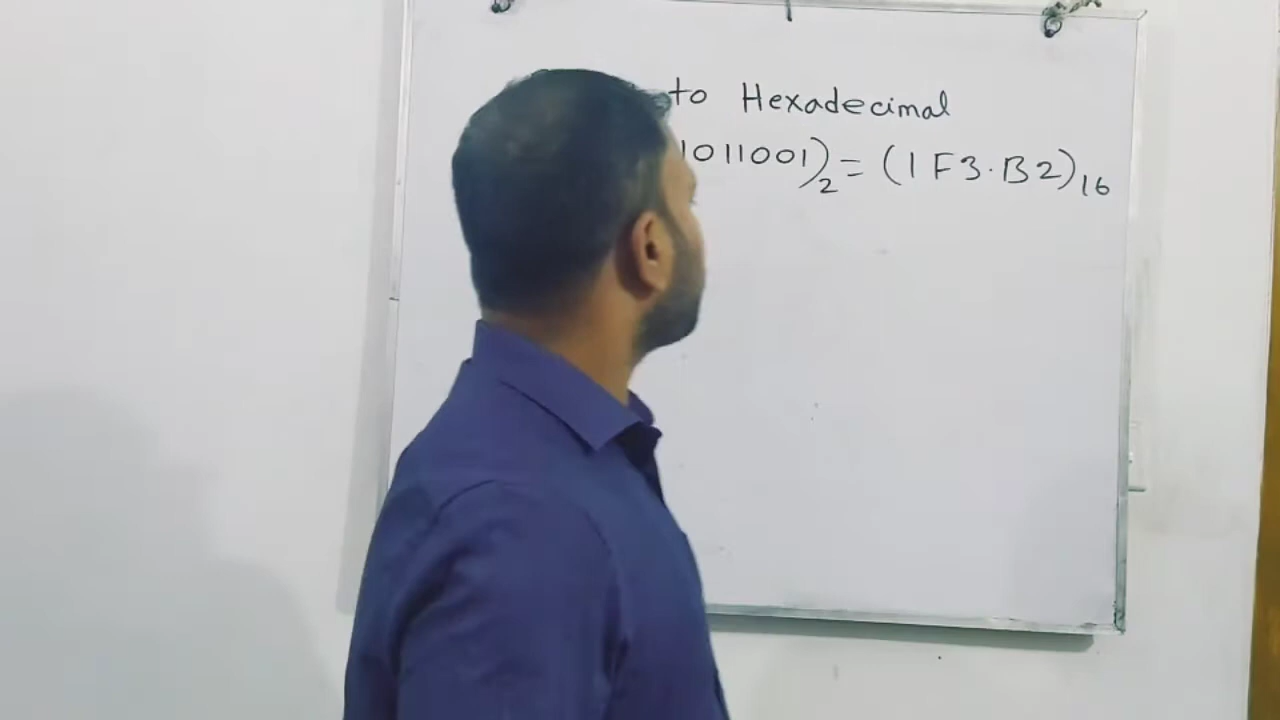 to Hexadecimal
1011001)2 = (1F3.B2)16